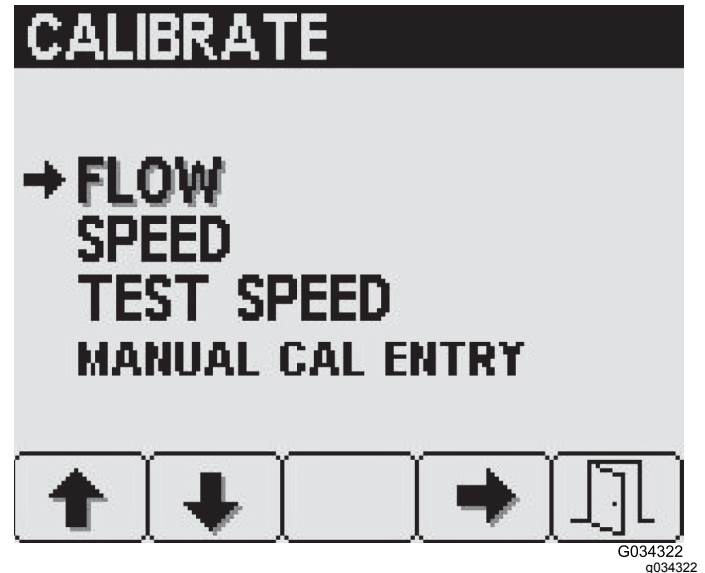 CALIBRATE
FLOW
SPEED
TEST SPEED
MANUAL CAL ENTRY
G034322
g034322